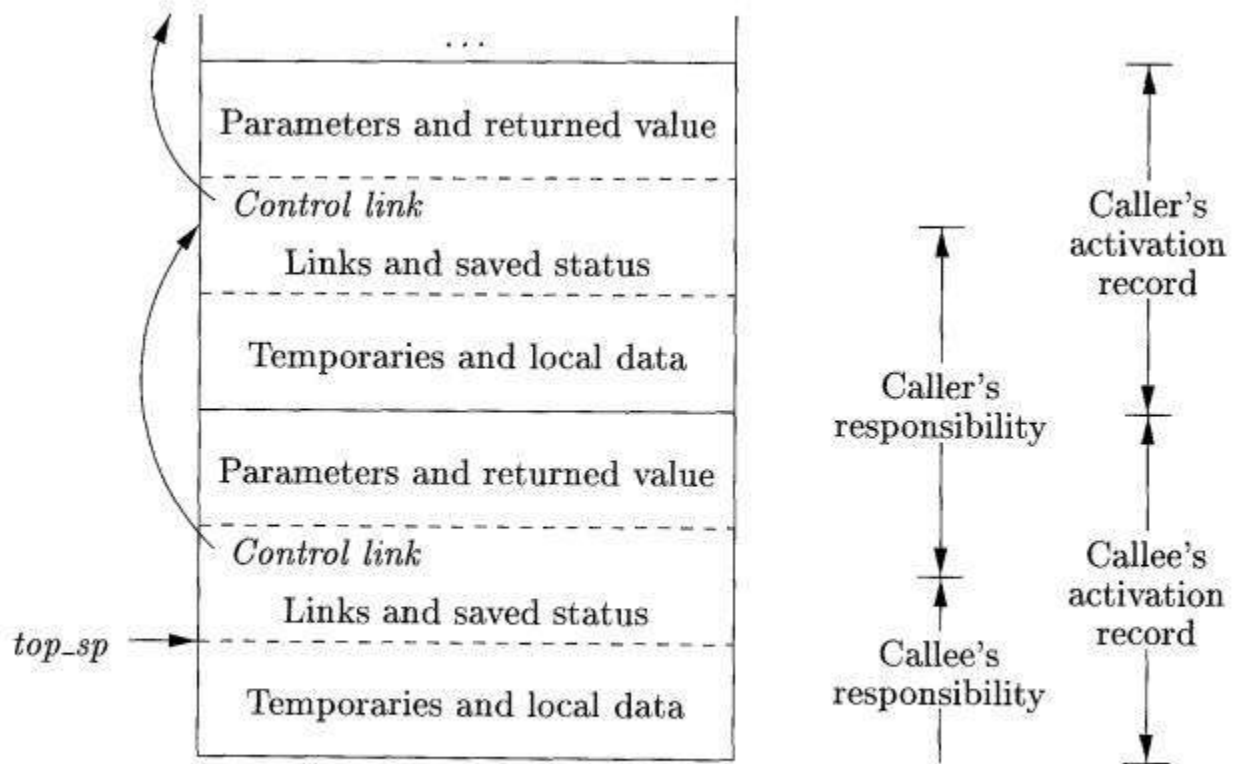 ...
Parameters and returned value
Control link
Links and saved status
Temporaries and local data
Parameters and returned value
Control link
Links and saved status
top_sp
Temporaries and local data
Caller's
responsibility
Callee's
responsibility
Caller's
activation
record
Callee's
activation
record